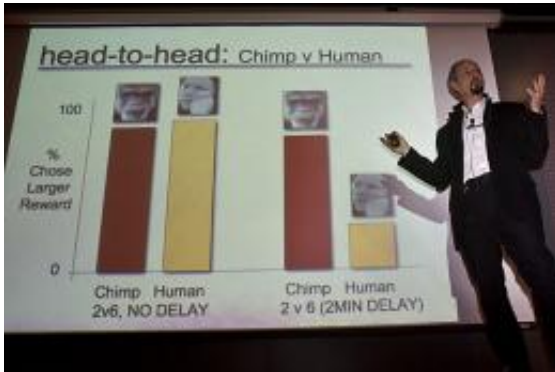 head-to-head: Chimp v Human
100
%
Chose
Larger
Reward
0
Chimp Human Chimp Human
2v6, NO DELAY 2 v 6 (2MIN DELAY)